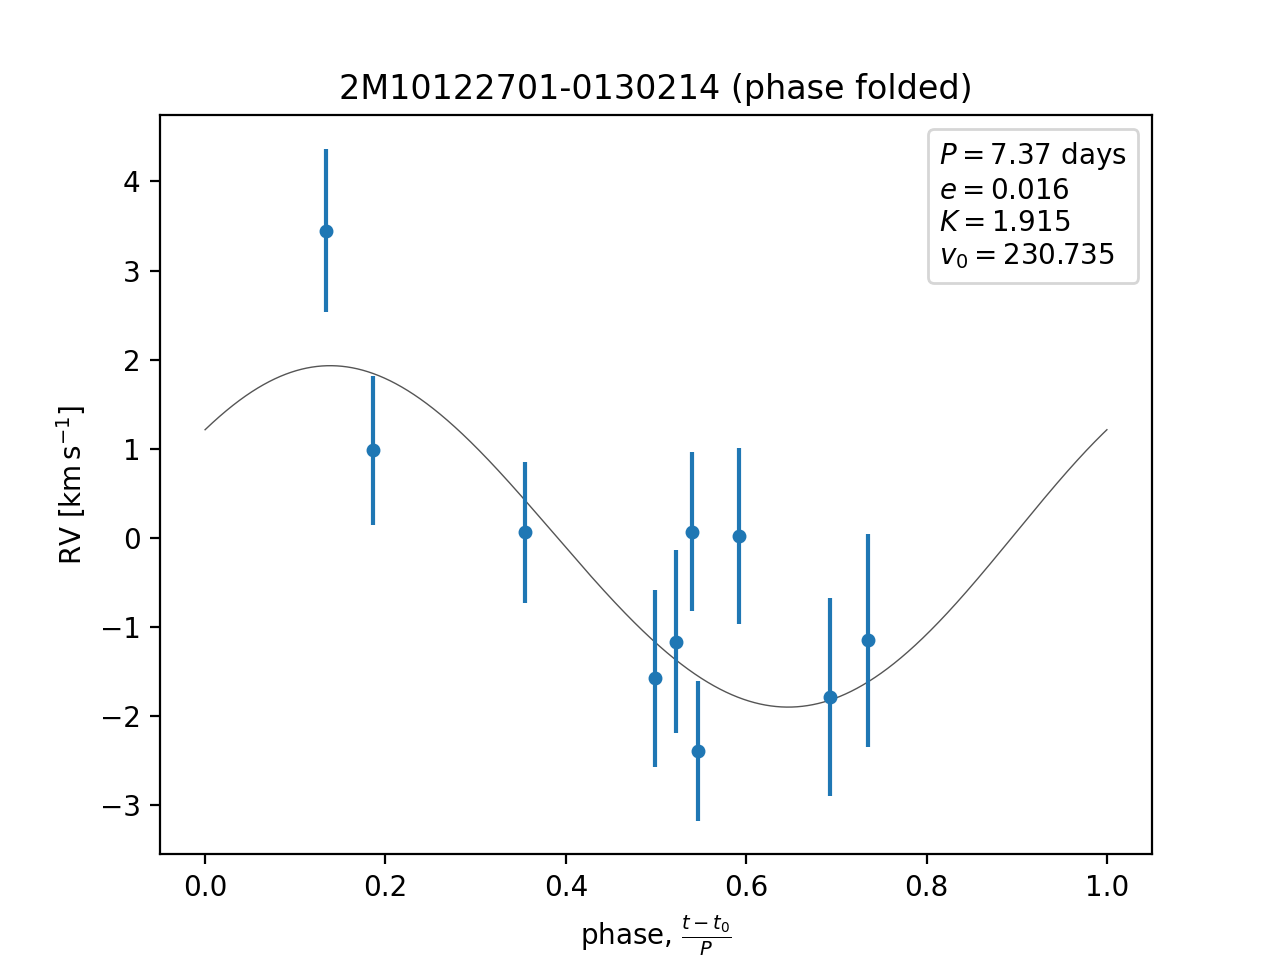 2M10122701-0130214 (phase folded)
P = 7.37 days
e = 0.016
K = 1.915
v₀ = 230.735
4
3
2
1
0
−1
−2
−3
RV [km s⁻¹]
0.0 0.2 0.4 0.6 0.8 1.0
phase, (t − t₀)/P